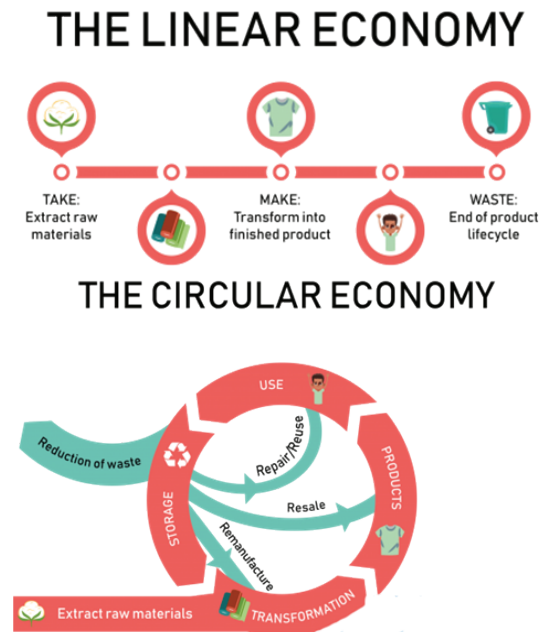 THE LINEAR ECONOMY
TAKE:
Extract raw
materials
MAKE:
Transform into
finished product
WASTE:
End of product
lifecycle
THE CIRCULAR ECONOMY
USE
Reduction of waste
Repair/Reuse
PRODUCTS
STORAGE
Resale
Remanufacture
Extract raw materials
TRANSFORMATION